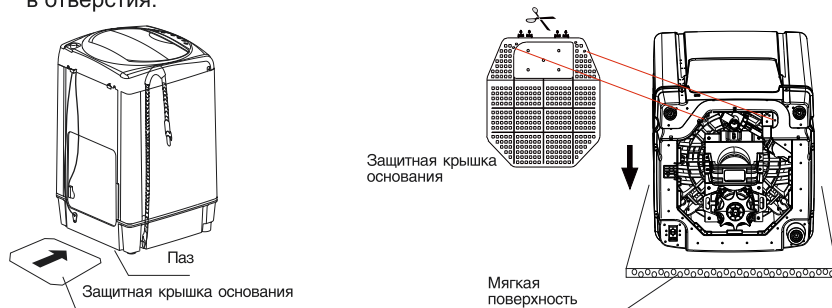 в отверстия.
Защитная крышка
основания
Паз
Защитная крышка основания
Мягкая
поверхность